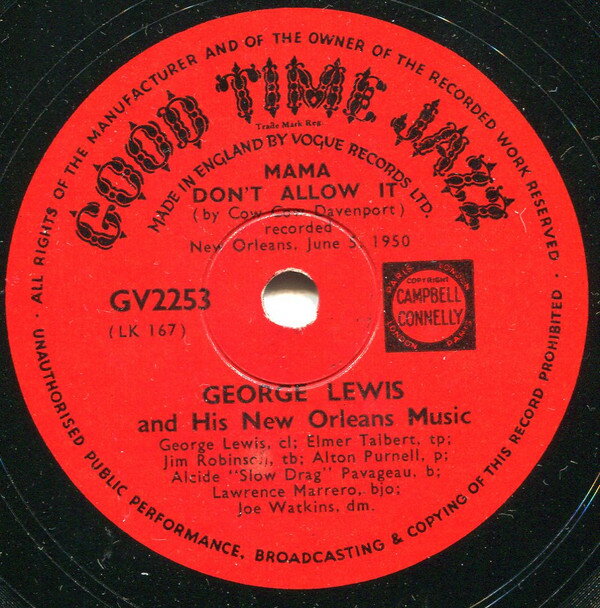 ALL RIGHTS OF THE MANUFACTURER AND OF THE OWNER OF THE RECORDED WORK RESERVED ·
UNAUTHORISED PUBLIC PERFORMANCE, BROADCASTING & COPYING OF THIS RECORD PROHIBITED ·
GOOD TIME JAZZ
Trade Mark Reg.
MADE IN ENGLAND BY VOGUE RECORDS LTD.
MAMA
DON'T ALLOW IT
(by Cow Cow Davenport)
recorded
New Orleans, June 5, 1950
GV2253
(LK 167)
PARIS LONDON
COPYRIGHT
CAMPBELL
CONNELLY
LONDON PARIS
GEORGE LEWIS
and His New Orleans Music
George Lewis, cl; Elmer Talbert, tp;
Jim Robinson, tb; Alton Purnell, p;
Alcide "Slow Drag" Pavageau, b;
Lawrence Marrero, bjo;
Joe Watkins, dm.